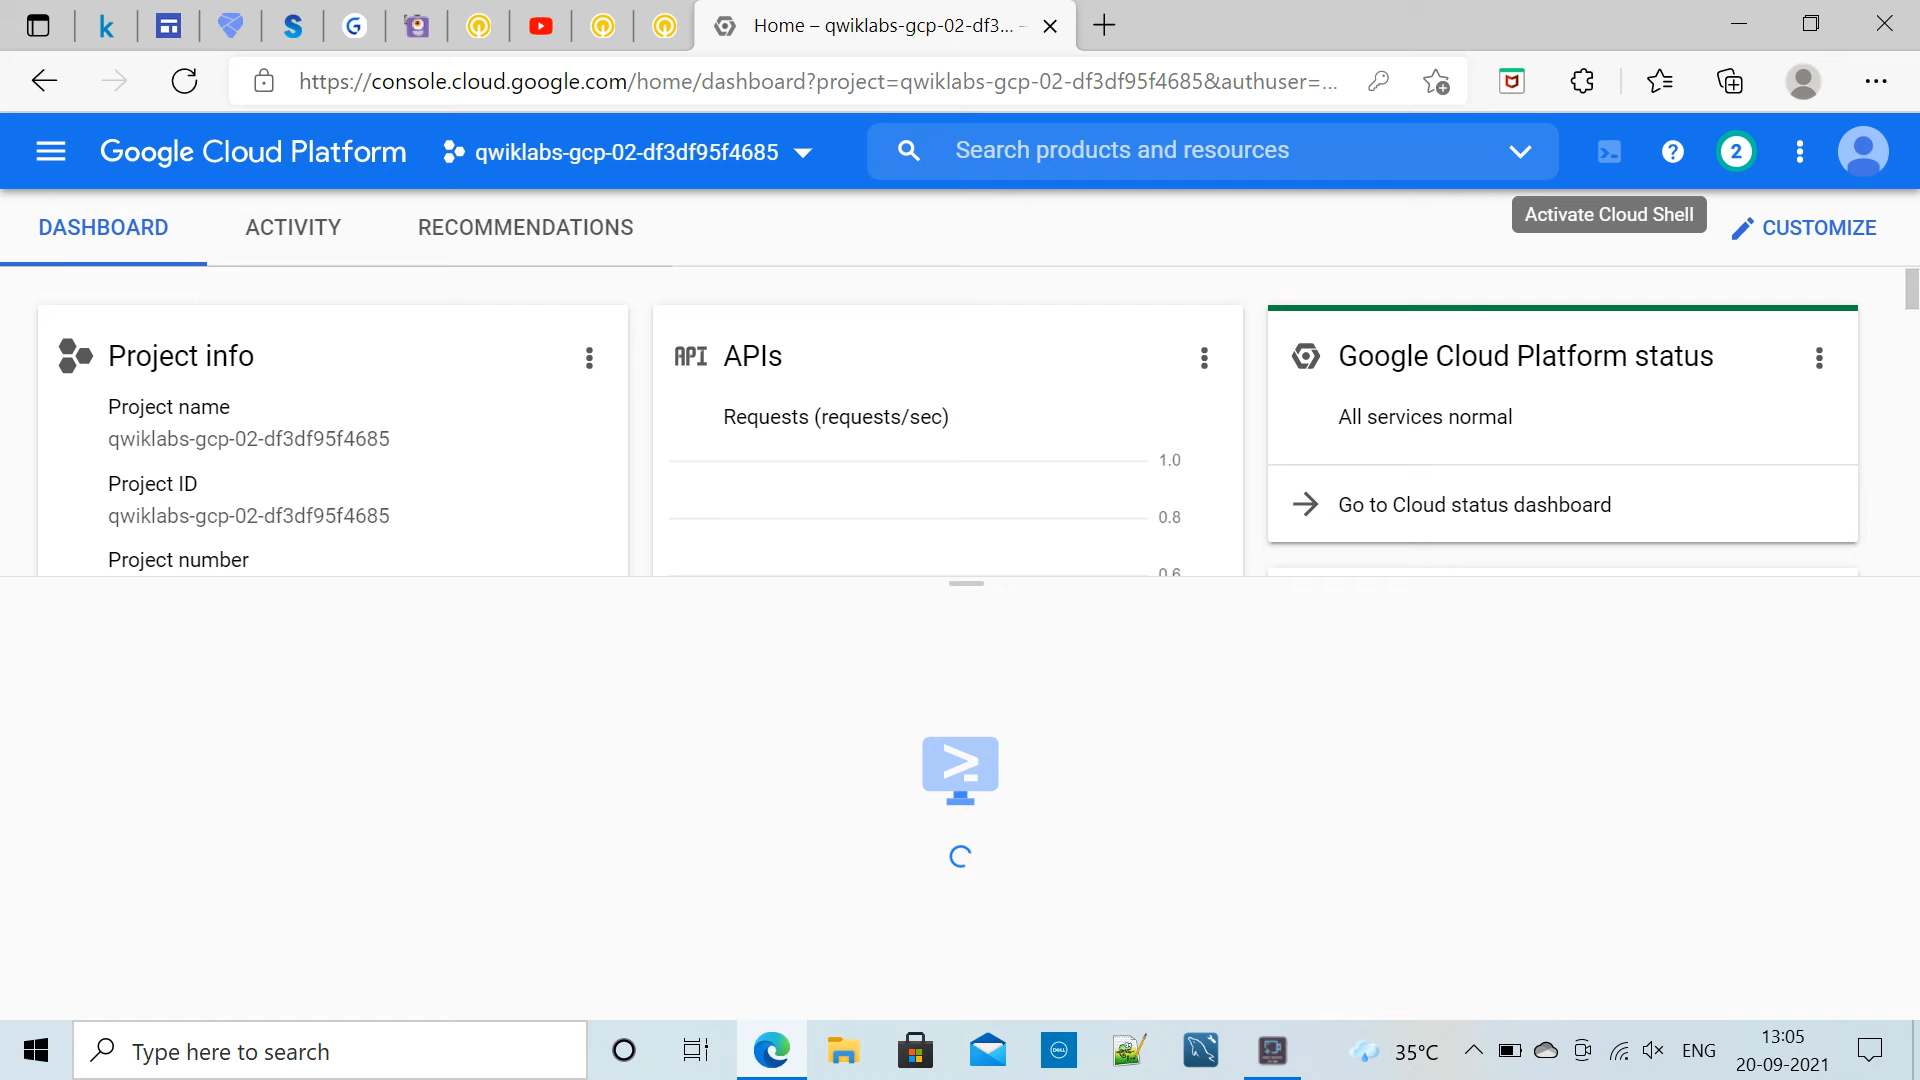 Home – qwiklabs-gcp-02-df3...
https://console.cloud.google.com/home/dashboard?project=qwiklabs-gcp-02-df3df95f4685&authuser=...
Google Cloud Platform
qwiklabs-gcp-02-df3df95f4685
Search products and resources
2
DASHBOARD
ACTIVITY
RECOMMENDATIONS
Activate Cloud Shell
CUSTOMIZE
Project info
Project name
qwiklabs-gcp-02-df3df95f4685
Project ID
qwiklabs-gcp-02-df3df95f4685
Project number
API APIs
Requests (requests/sec)
1.0
0.8
0.6
Google Cloud Platform status
All services normal
Go to Cloud status dashboard
Type here to search
DELL
35°C
ENG
13:05
20-09-2021